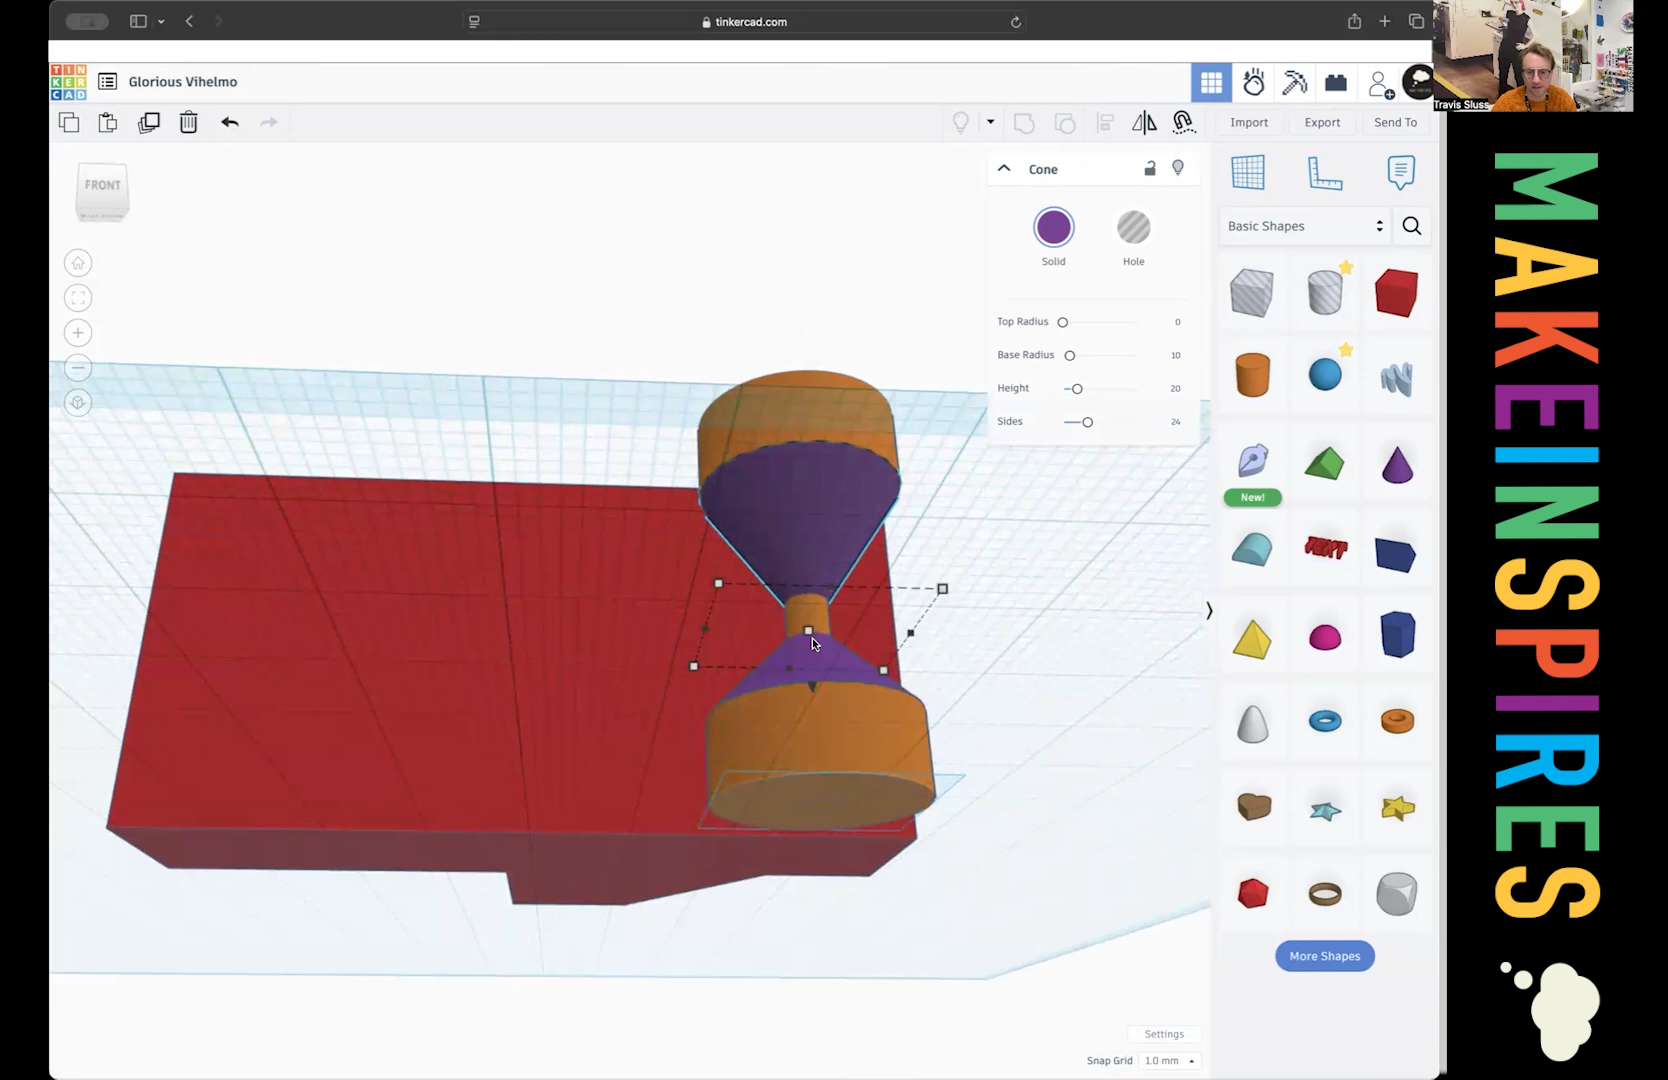 tinkercad.com
TIN
KER
CAD
Glorious Vihelmo
Travis Sluss
Import
Export
Send To
FRONT
Cone
Solid
Hole
Top Radius
0
Base Radius
10
Height
20
Sides
24
Basic Shapes
New!
TEXT
More Shapes
Settings
Snap Grid
1.0 mm
MAKEINSPIRES